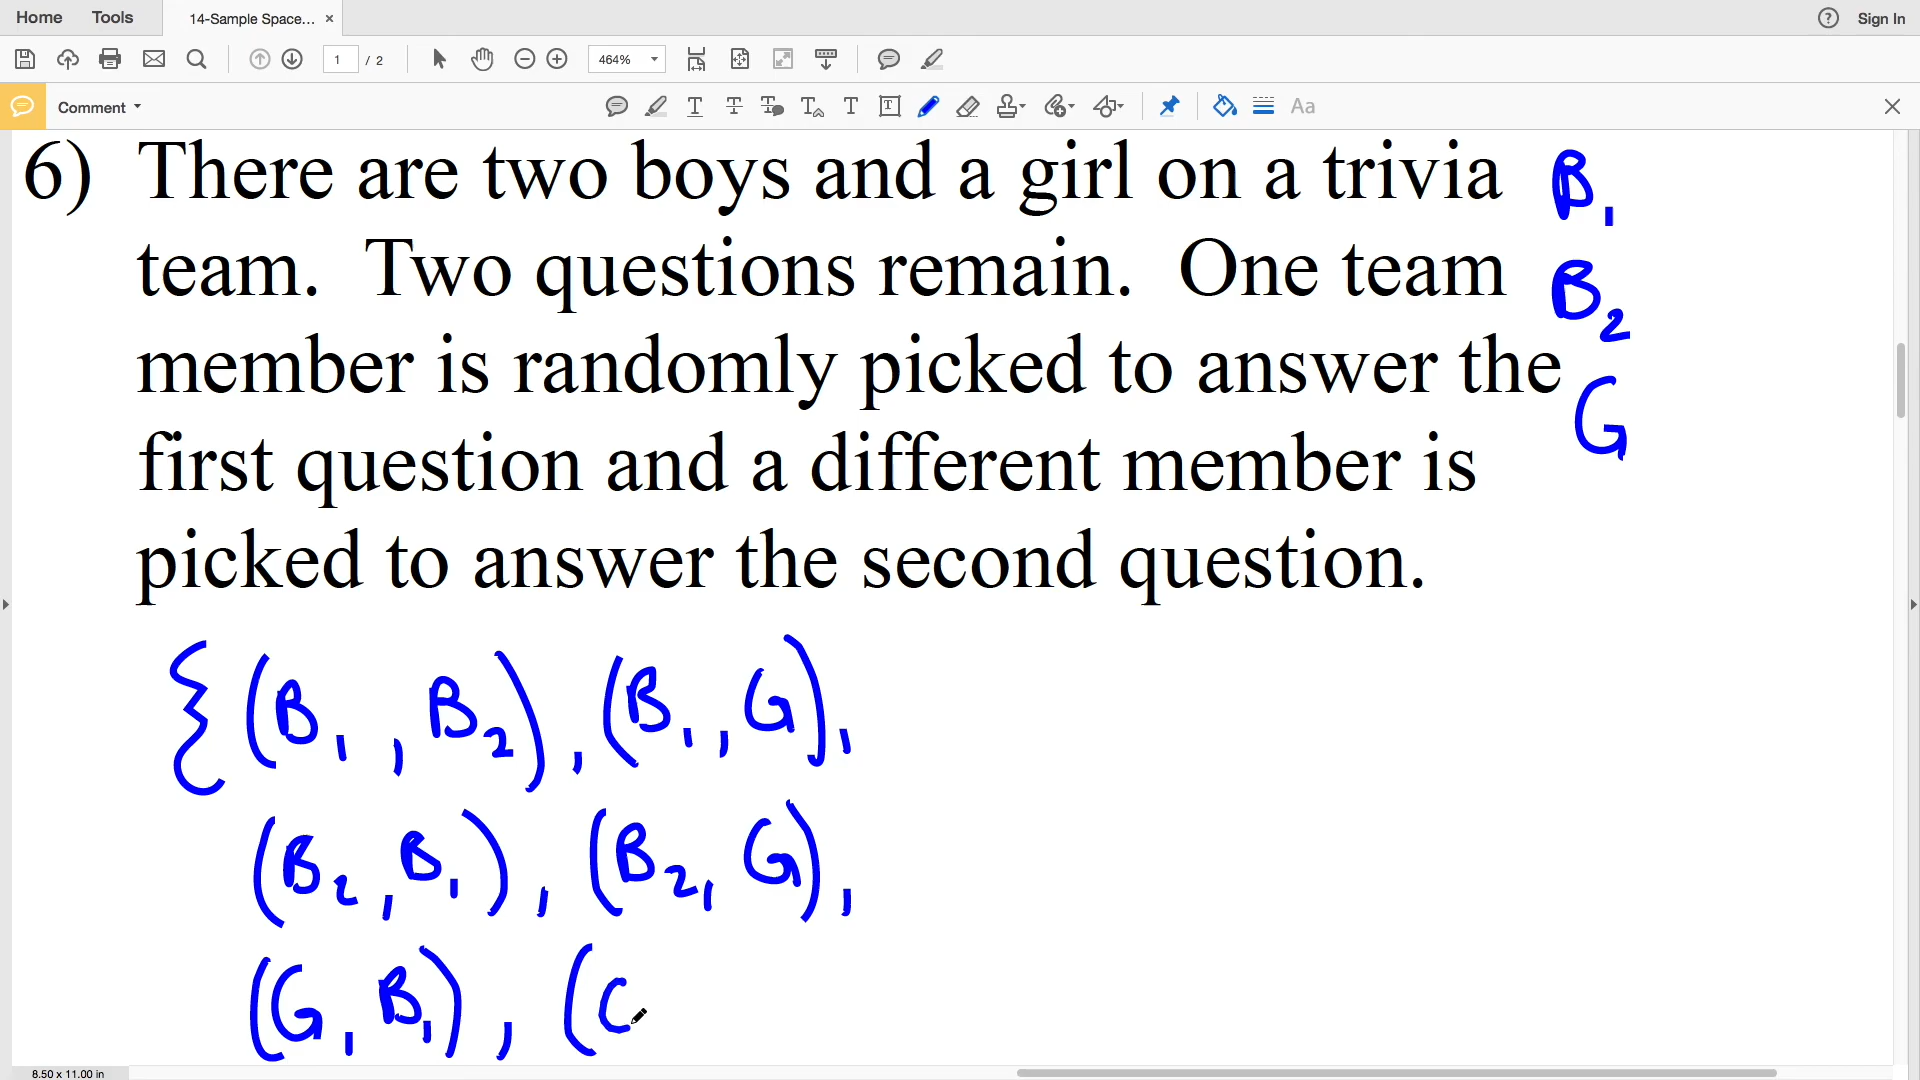 Home Tools 14-Sample Space... × ? Sign In
1 / 2 464%
Comment T T T T T T Aa
6) There are two boys and a girl on a trivia
team. Two questions remain. One team
member is randomly picked to answer the
first question and a different member is
picked to answer the second question.
B₁
B₂
G
{(B₁, B₂), (B₁, G),
(B₂, B₁), (B₂, G),
(G, B₁), (C
8.50 x 11.00 in